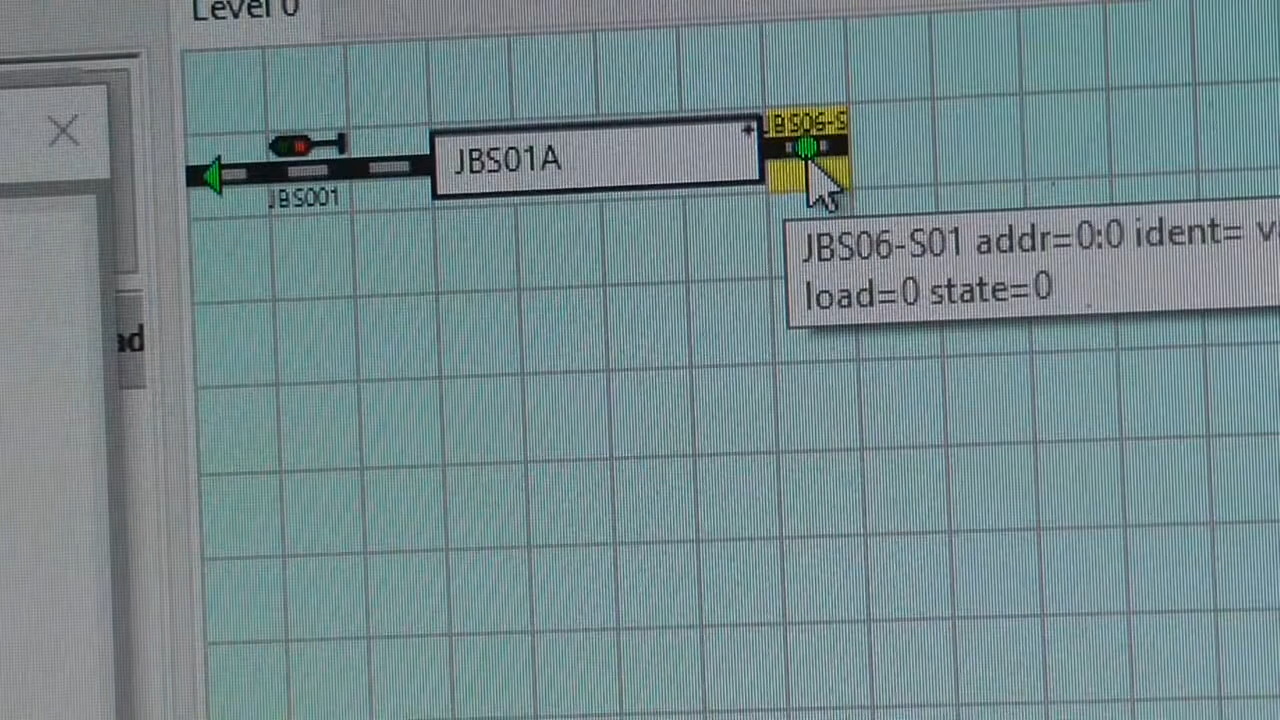 Level 0
JBS06-S
JBS01A
JBS001
JBS06-S01 addr=0:0 ident= v
load=0 state=0
ad